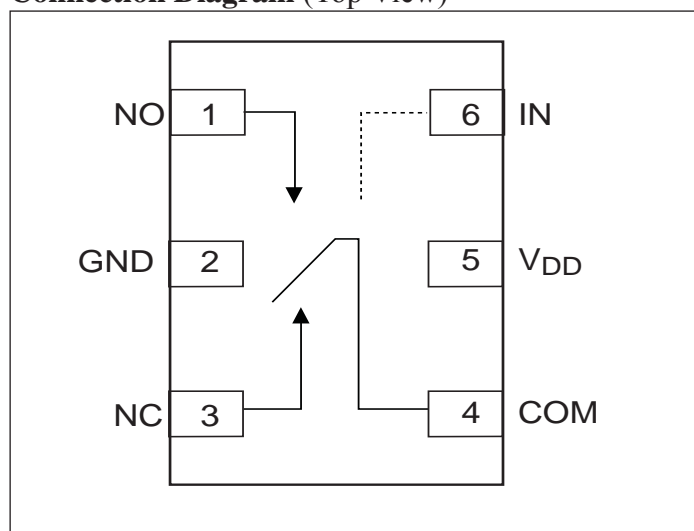 Connection Diagram (Top View)
NO 1 6 IN
GND 2 5 VDD
NC 3 4 COM